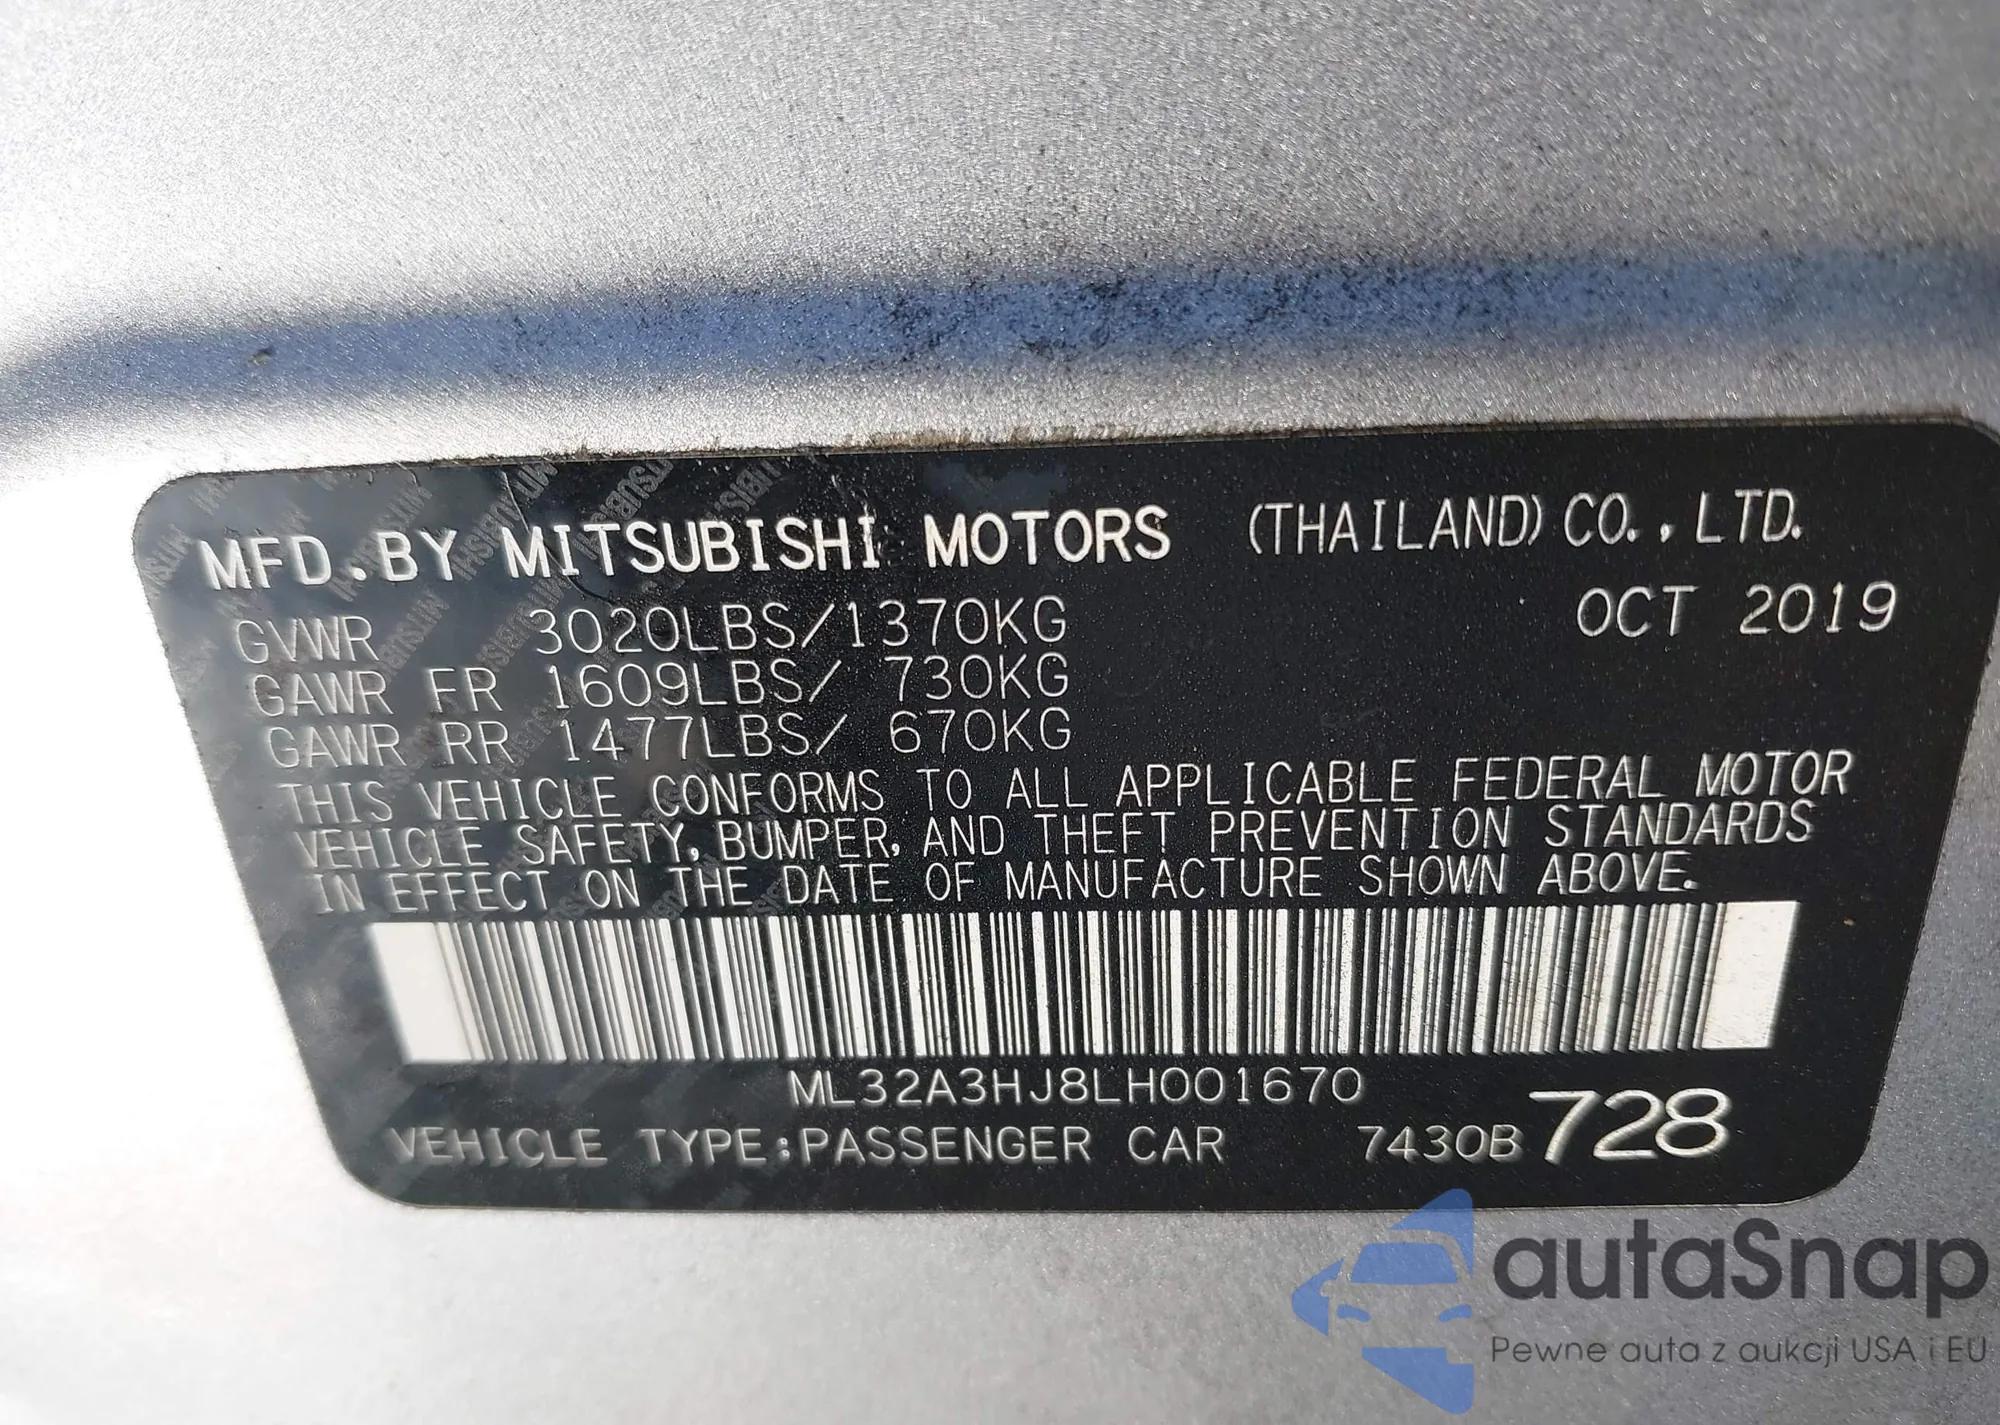 MFD.BY MITSUBISHI MOTORS (THAILAND) CO.,LTD.
OCT 2019
GVWR 3020LBS/1370KG
GAWR FR 1609LBS/ 730KG
GAWR RR 1477LBS/ 670KG
THIS VEHICLE CONFORMS TO ALL APPLICABLE FEDERAL MOTOR
VEHICLE SAFETY, BUMPER, AND THEFT PREVENTION STANDARDS
IN EFFECT ON THE DATE OF MANUFACTURE SHOWN ABOVE.
ML32A3HJ8LH001670
VEHICLE TYPE:PASSENGER CAR 7430B 728
autaSnap
Pewne auta z aukcji USA i EU